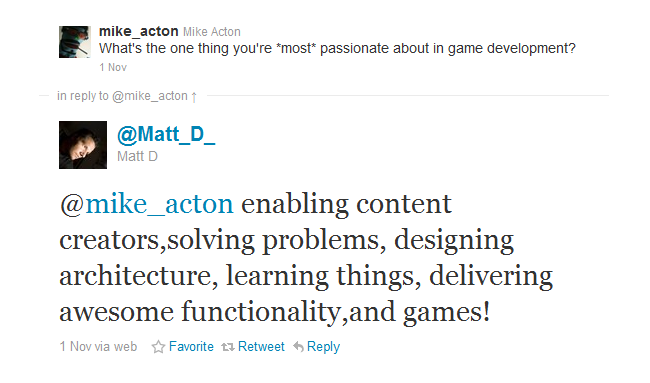 mike_acton Mike Acton
What's the one thing you're *most* passionate about in game development?
1 Nov
in reply to @mike_acton ↑
@Matt_D_
Matt D
@mike_acton enabling content
creators,solving problems, designing
architecture, learning things, delivering
awesome functionality,and games!
1 Nov via web Favorite Retweet Reply